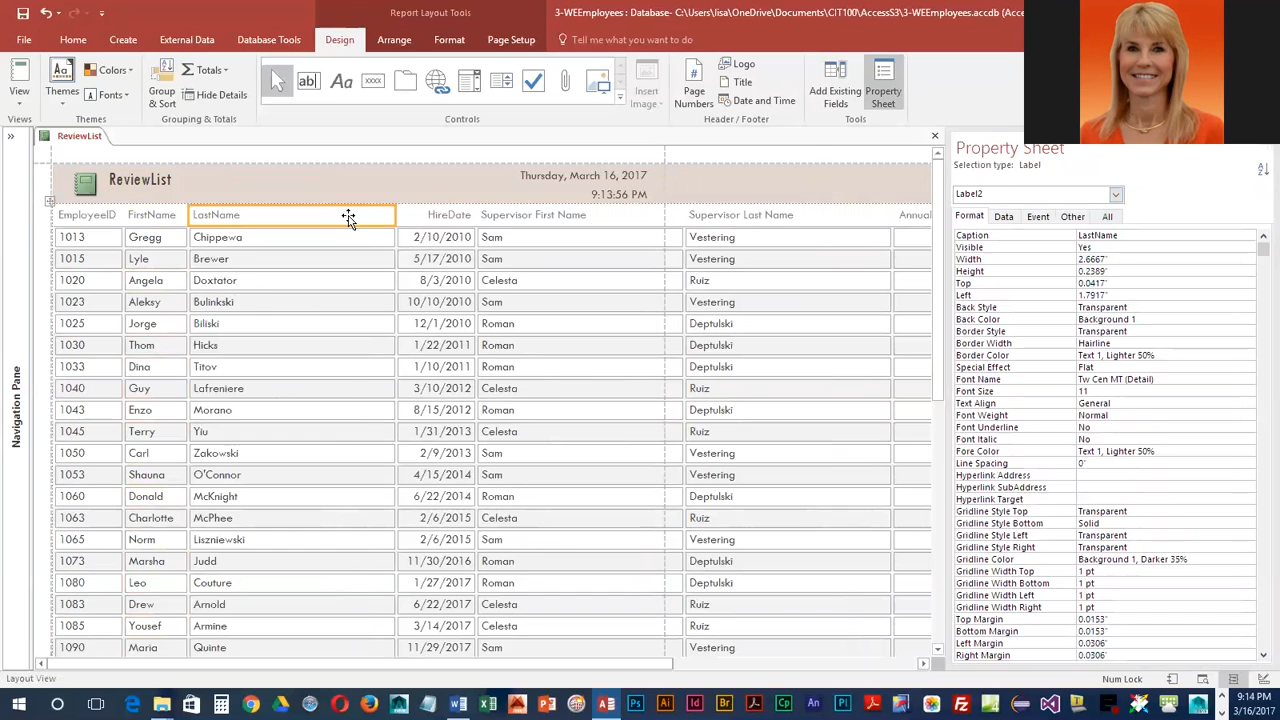 Report Layout Tools
3-WEEmployees : Database- C:\Users\lisa\OneDrive\Documents\CIT100\AccessS3\3-WEEmployees.accdb (Acce
File Home Create External Data Database Tools Design Arrange Format Page Setup Tell me what you want to do
View
Views
Themes
Colors
Fonts
Themes
Group & Sort
Totals
Hide Details
Grouping & Totals
ab|
Aa
xxxx
Controls
Insert Image
Page Numbers
Logo
Title
Date and Time
Header / Footer
Add Existing Fields
Property Sheet
Tools
Navigation Pane
ReviewList
ReviewList
Thursday, March 16, 2017
9:13:56 PM
EmployeeID FirstName LastName HireDate Supervisor First Name Supervisor Last Name Annual
1013 Gregg Chippewa 2/10/2010 Sam Vestering
1015 Lyle Brewer 5/17/2010 Sam Vestering
1020 Angela Doxtator 8/3/2010 Celesta Ruiz
1023 Aleksy Bulinkski 10/10/2010 Sam Vestering
1025 Jorge Biliski 12/1/2010 Roman Deptulski
1030 Thom Hicks 1/22/2011 Roman Deptulski
1033 Dina Titov 1/10/2011 Roman Deptulski
1040 Guy Lafreniere 3/10/2012 Celesta Ruiz
1043 Enzo Morano 8/15/2012 Roman Deptulski
1045 Terry Yiu 1/31/2013 Celesta Ruiz
1050 Carl Zakowski 2/9/2013 Sam Vestering
1053 Shauna O'Connor 4/15/2014 Sam Vestering
1060 Donald McKnight 6/22/2014 Roman Deptulski
1063 Charlotte McPhee 2/6/2015 Celesta Ruiz
1065 Norm Liszniewski 2/6/2015 Sam Vestering
1073 Marsha Judd 11/30/2016 Roman Deptulski
1080 Leo Couture 1/27/2017 Roman Deptulski
1083 Drew Arnold 6/22/2017 Celesta Ruiz
1085 Yousef Armine 3/14/2017 Celesta Ruiz
1090 Maria Quinte 11/29/2017 Sam Vestering
Property Sheet
Selection type: Label
Label2
Format Data Event Other All
Caption LastName
Visible Yes
Width 2.6667"
Height 0.2389"
Top 0.0417"
Left 1.7917"
Back Style Transparent
Back Color Background 1
Border Style Transparent
Border Width Hairline
Border Color Text 1, Lighter 50%
Special Effect Flat
Font Name Tw Cen MT (Detail)
Font Size 11
Text Align General
Font Weight Normal
Font Underline No
Font Italic No
Fore Color Text 1, Lighter 50%
Line Spacing 0"
Hyperlink Address
Hyperlink SubAddress
Hyperlink Target
Gridline Style Top Transparent
Gridline Style Bottom Solid
Gridline Style Left Transparent
Gridline Style Right Transparent
Gridline Color Background 1, Darker 35%
Gridline Width Top 1 pt
Gridline Width Bottom 1 pt
Gridline Width Left 1 pt
Gridline Width Right 1 pt
Top Margin 0.0153"
Bottom Margin 0.0153"
Left Margin 0.0306"
Right Margin 0.0306"
Layout View Num Lock
Ps Ai Id Br Cp An Pl
9:14 PM
3/16/2017